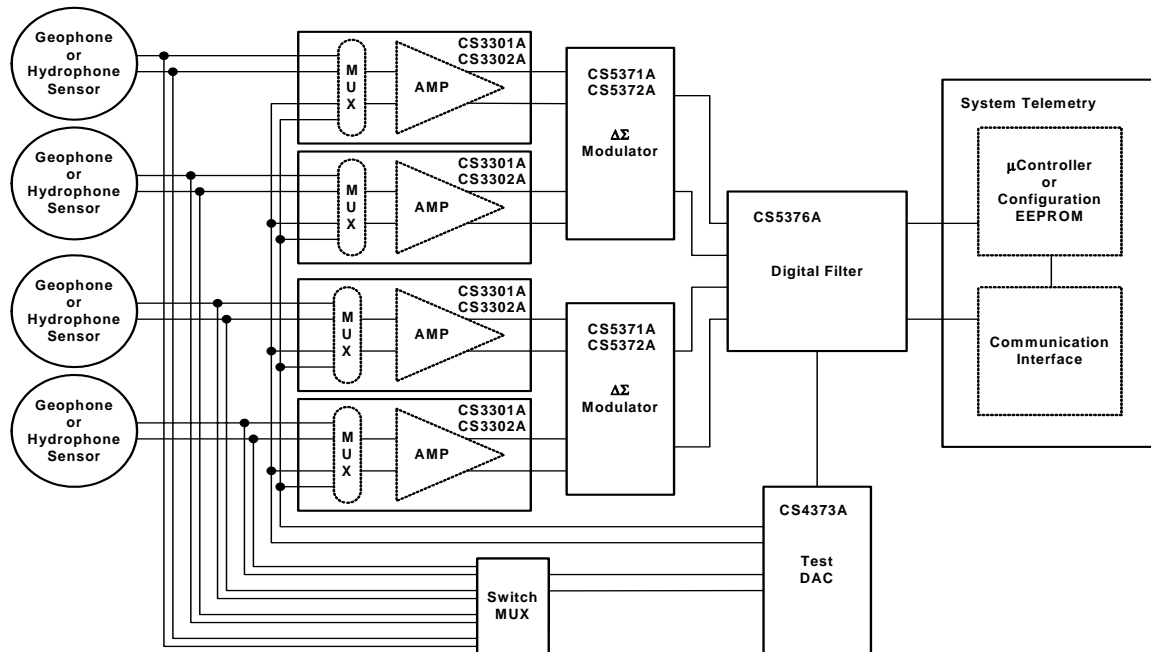 Geophone
or
Hydrophone
Sensor
Geophone
or
Hydrophone
Sensor
Geophone
or
Hydrophone
Sensor
Geophone
or
Hydrophone
Sensor
CS3301A
CS3302A
M
U
X
AMP
CS3301A
CS3302A
M
U
X
AMP
CS3301A
CS3302A
M
U
X
AMP
CS3301A
CS3302A
M
U
X
AMP
CS5371A
CS5372A
ΔΣ
Modulator
CS5371A
CS5372A
ΔΣ
Modulator
CS5376A
Digital Filter
System Telemetry
μController
or
Configuration
EEPROM
Communication
Interface
CS4373A
Test
DAC
Switch
MUX